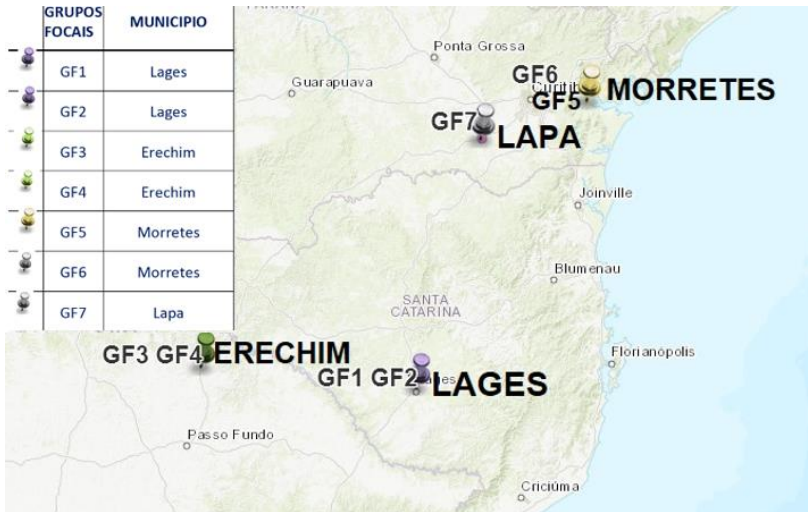 GRUPOS FOCAIS MUNICIPIO
GF1 Lages
GF2 Lages
GF3 Erechim
GF4 Erechim
GF5 Morretes
GF6 Morretes
GF7 Lapa
Ponta Grossa
Guarapuava
GF6
GF5 MORRETES
GF7 LAPA
Joinville
Blumenau
SANTA
CATARINA
Florianópolis
GF3 GF4 ERECHIM
GF1 GF2 LAGES
Passo Fundo
Criciúma